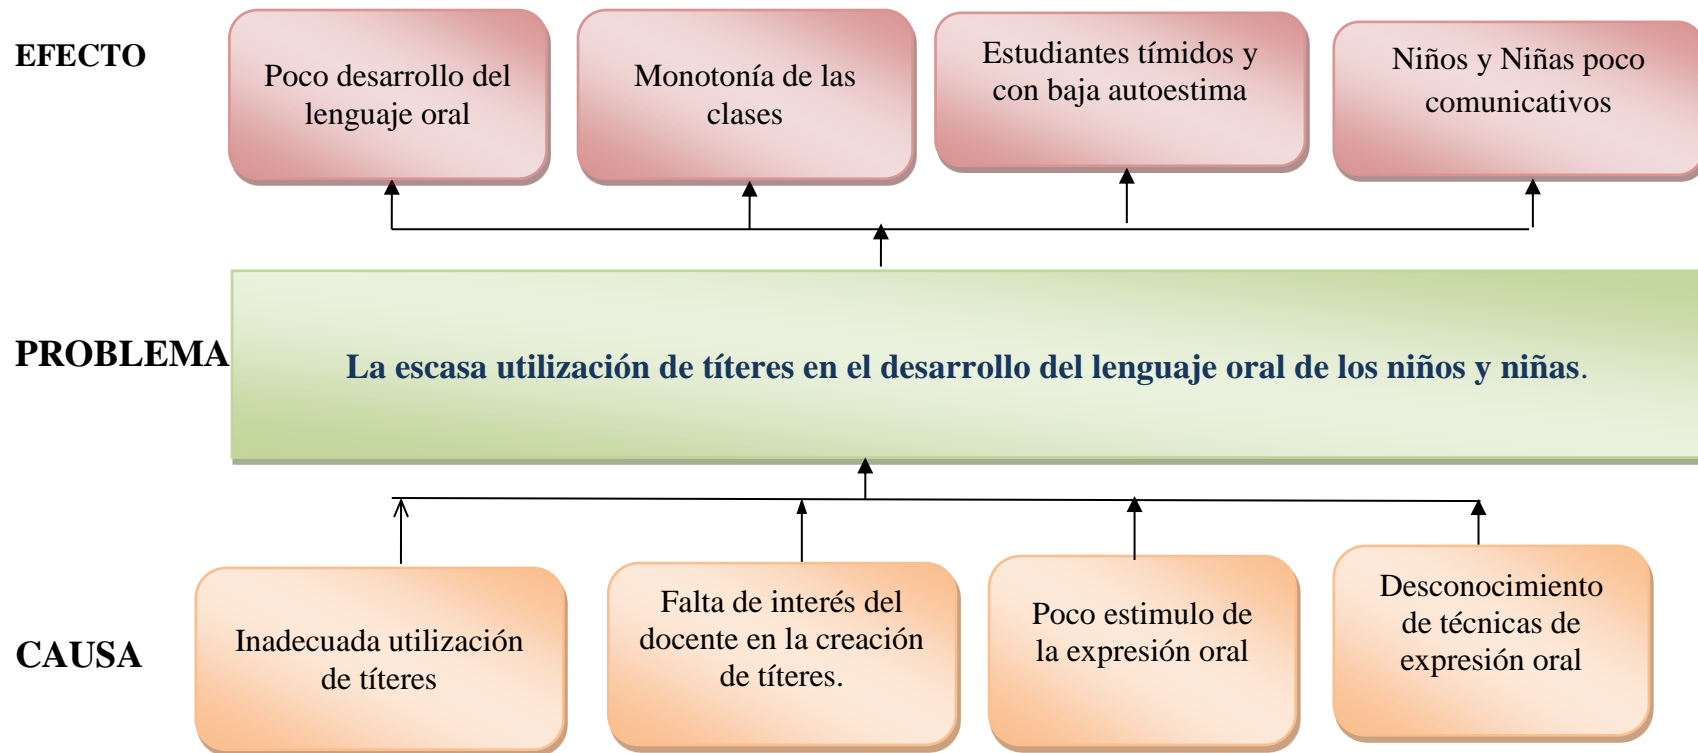 EFECTO
Poco desarrollo del
lenguaje oral
Monotonía de las
clases
Estudiantes tímidos y
con baja autoestima
Niños y Niñas poco
comunicativos
PROBLEMA
La escasa utilización de títeres en el desarrollo del lenguaje oral de los niños y niñas.
CAUSA
Inadecuada utilización
de títeres
Falta de interés del
docente en la creación
de títeres.
Poco estimulo de
la expresión oral
Desconocimiento
de técnicas de
expresión oral